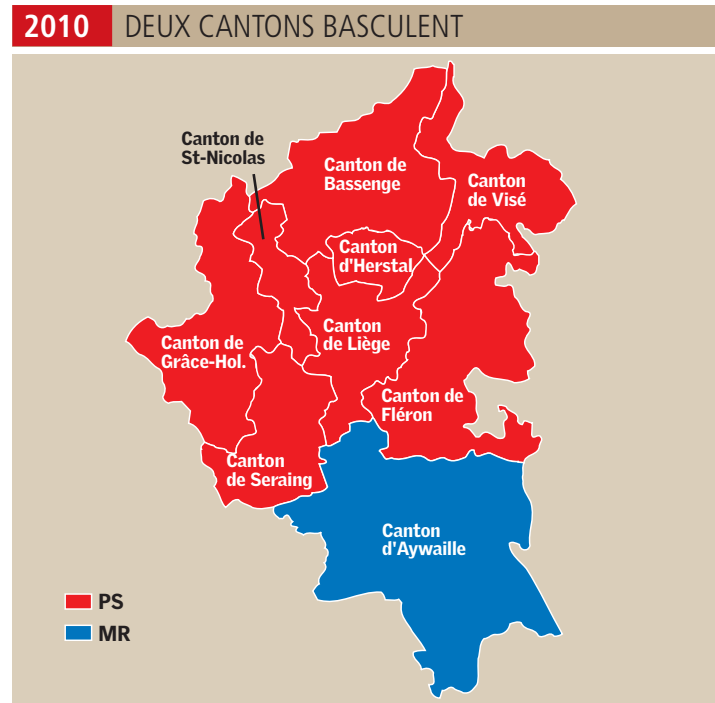 2010 DEUX CANTONS BASCULENT
Canton de
St-Nicolas
Canton de
Bassenge
Canton
de Visé
Canton
d'Herstal
Canton
de Liège
Canton de
Grâce-Hol.
Canton de
Fléron
Canton
de Seraing
Canton
d'Aywaille
PS
MR